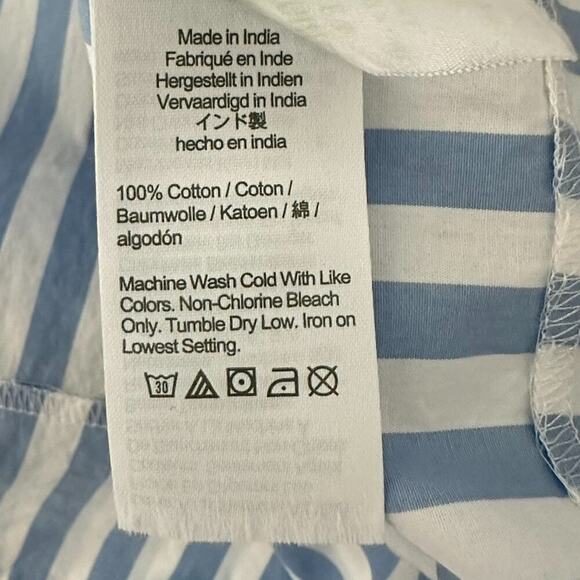 Made in India
Fabriqué en Inde
Hergestellt in Indien
Vervaardigd in India
インド製
hecho en india
100% Cotton / Coton /
Baumwolle / Katoen / 綿 /
algodón
Machine Wash Cold With Like
Colors. Non-Chlorine Bleach
Only. Tumble Dry Low. Iron on
Lowest Setting.
30